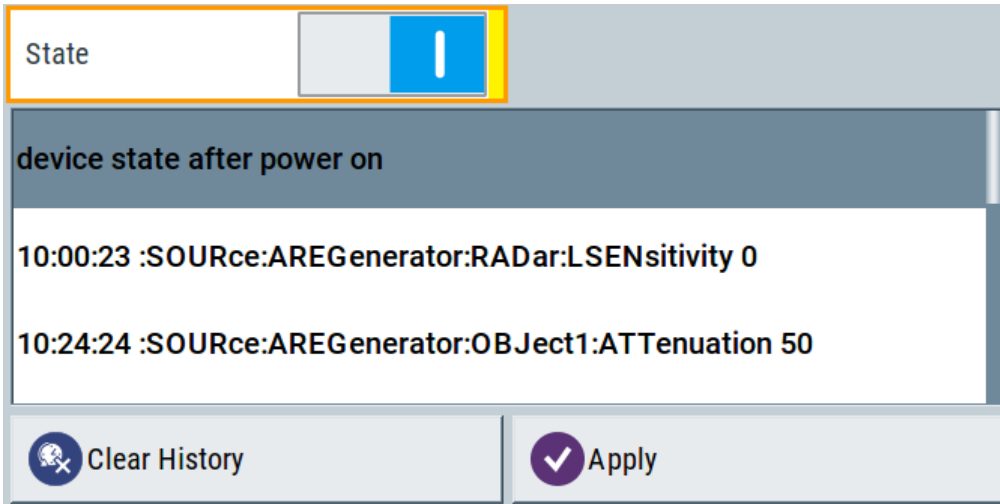 State
device state after power on
10:00:23 :SOURce:AREGenerator:RADar:LSENsitivity 0
10:24:24 :SOURce:AREGenerator:OBJect1:ATTenuation 50
Clear History
Apply